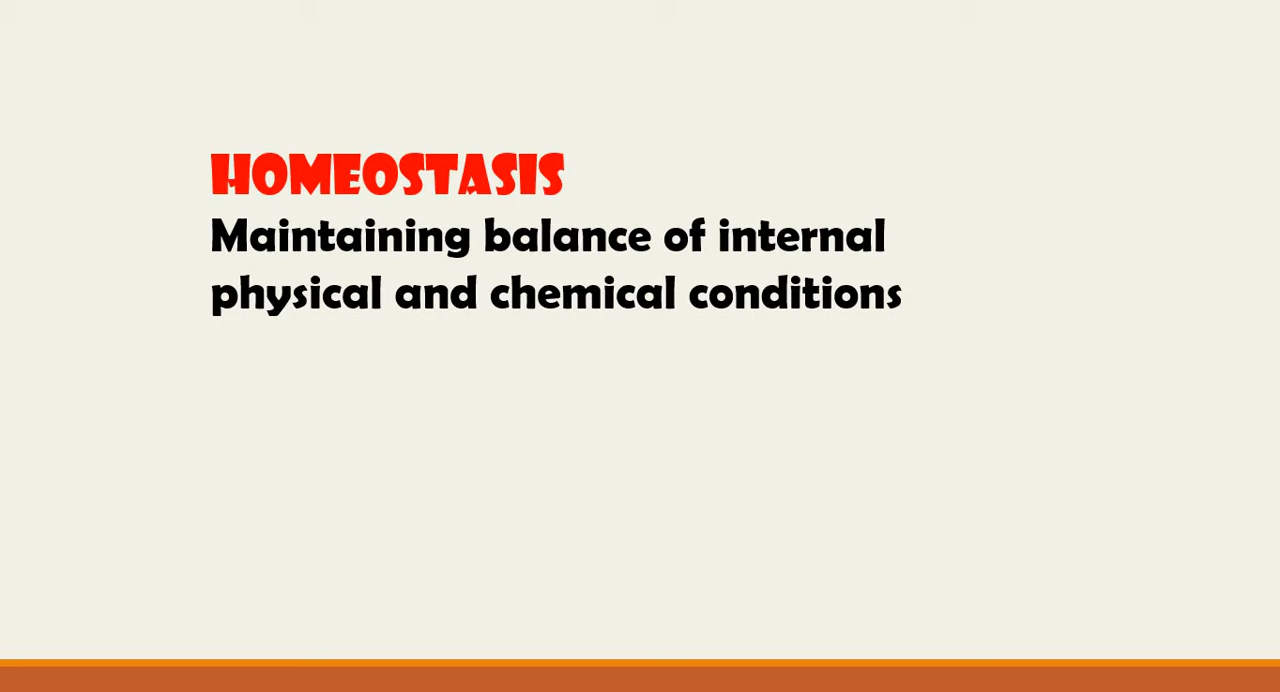 HOMEOSTASIS
Maintaining balance of internal
physical and chemical conditions